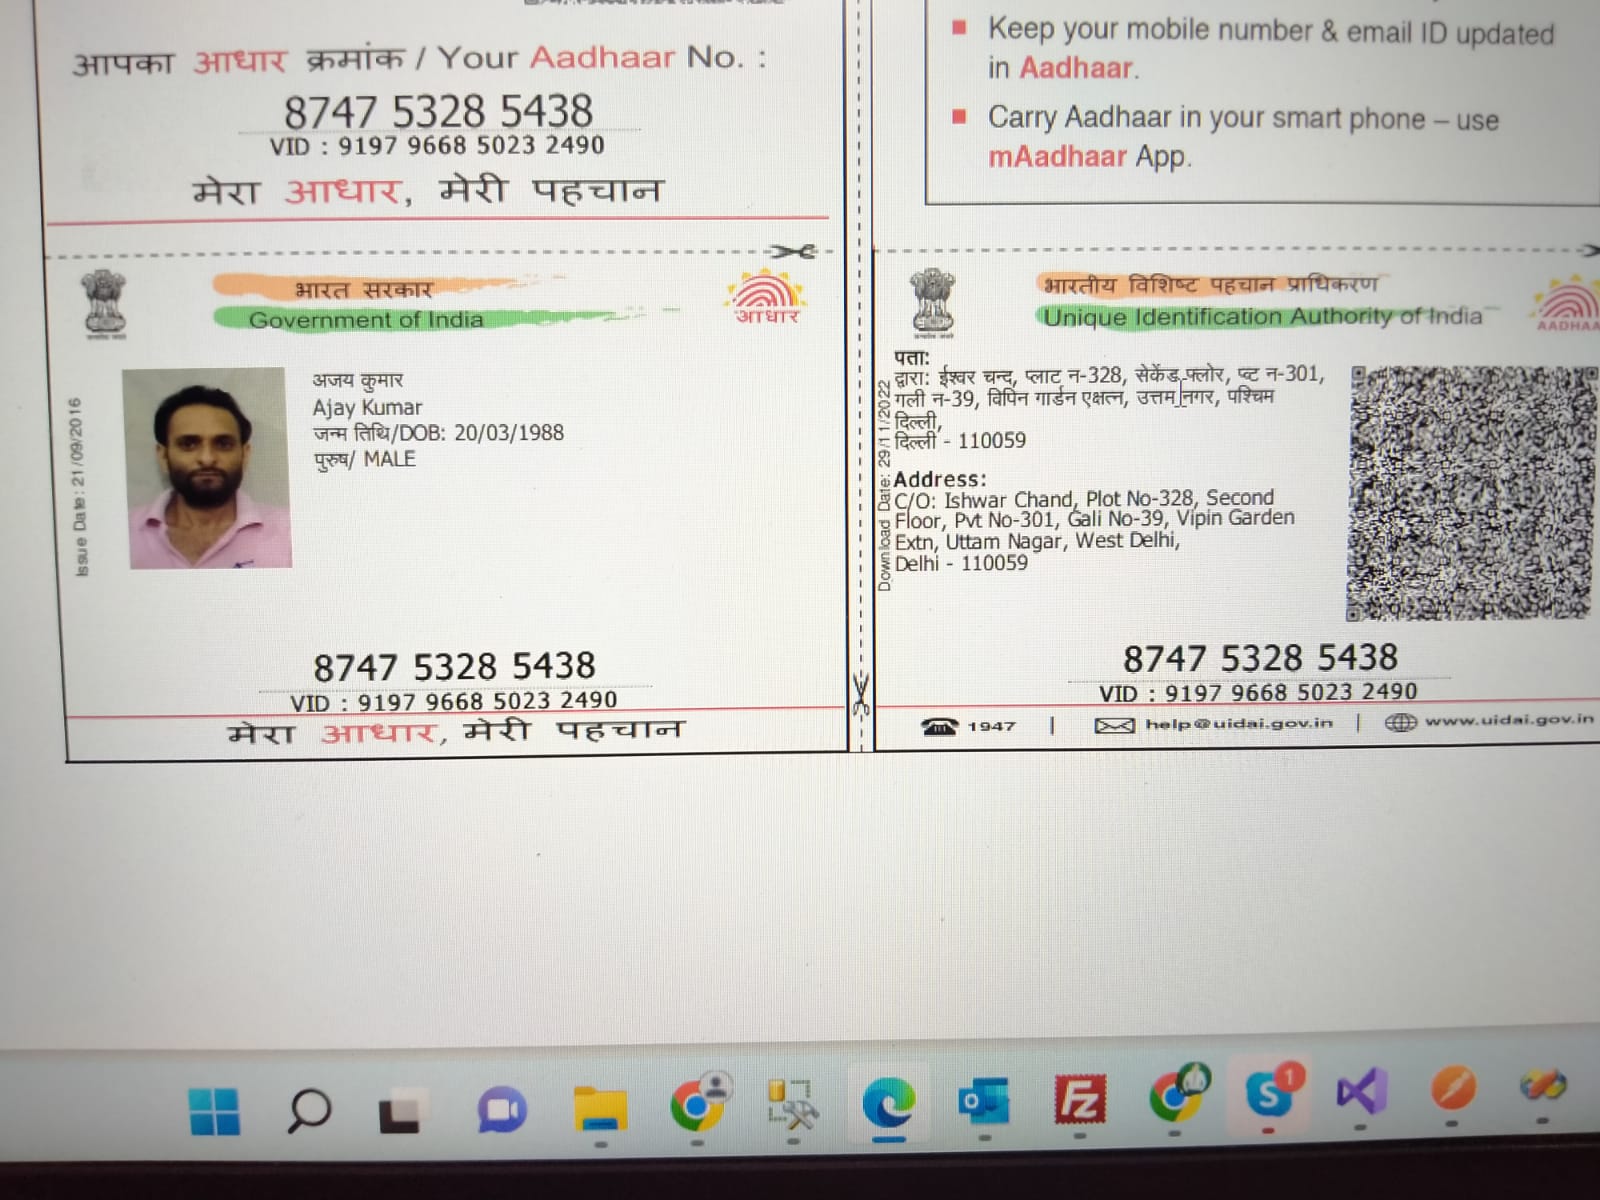 आपका आधार क्रमांक / Your Aadhaar No. :
8747 5328 5438
VID : 9197 9668 5023 2490
मेरा आधार, मेरी पहचान
Keep your mobile number & email ID updated
in Aadhaar.
Carry Aadhaar in your smart phone – use
mAadhaar App.
भारत सरकार
Government of India
आधार
Issue Date: 21/09/2016
अजय कुमार
Ajay Kumar
जन्म तिथि/DOB: 20/03/1988
पुरुष/ MALE
8747 5328 5438
VID : 9197 9668 5023 2490
मेरा आधार, मेरी पहचान
भारतीय विशिष्ट पहचान प्राधिकरण
Unique Identification Authority of India
AADHAA
Download Date: 29/11/2022
पता:
द्वारा: ईश्वर चन्द, प्लाट न-328, सेकेंड फ्लोर, प्व्ट न-301,
गली न-39, विपिन गार्डन एक्षत्न, उत्तम नगर, पश्चिम
दिल्ली,
दिल्ली - 110059
Address:
C/O: Ishwar Chand, Plot No-328, Second
Floor, Pvt No-301, Gali No-39, Vipin Garden
Extn, Uttam Nagar, West Delhi,
Delhi - 110059
8747 5328 5438
VID : 9197 9668 5023 2490
1947 | help@uidai.gov.in | www.uidai.gov.in
1